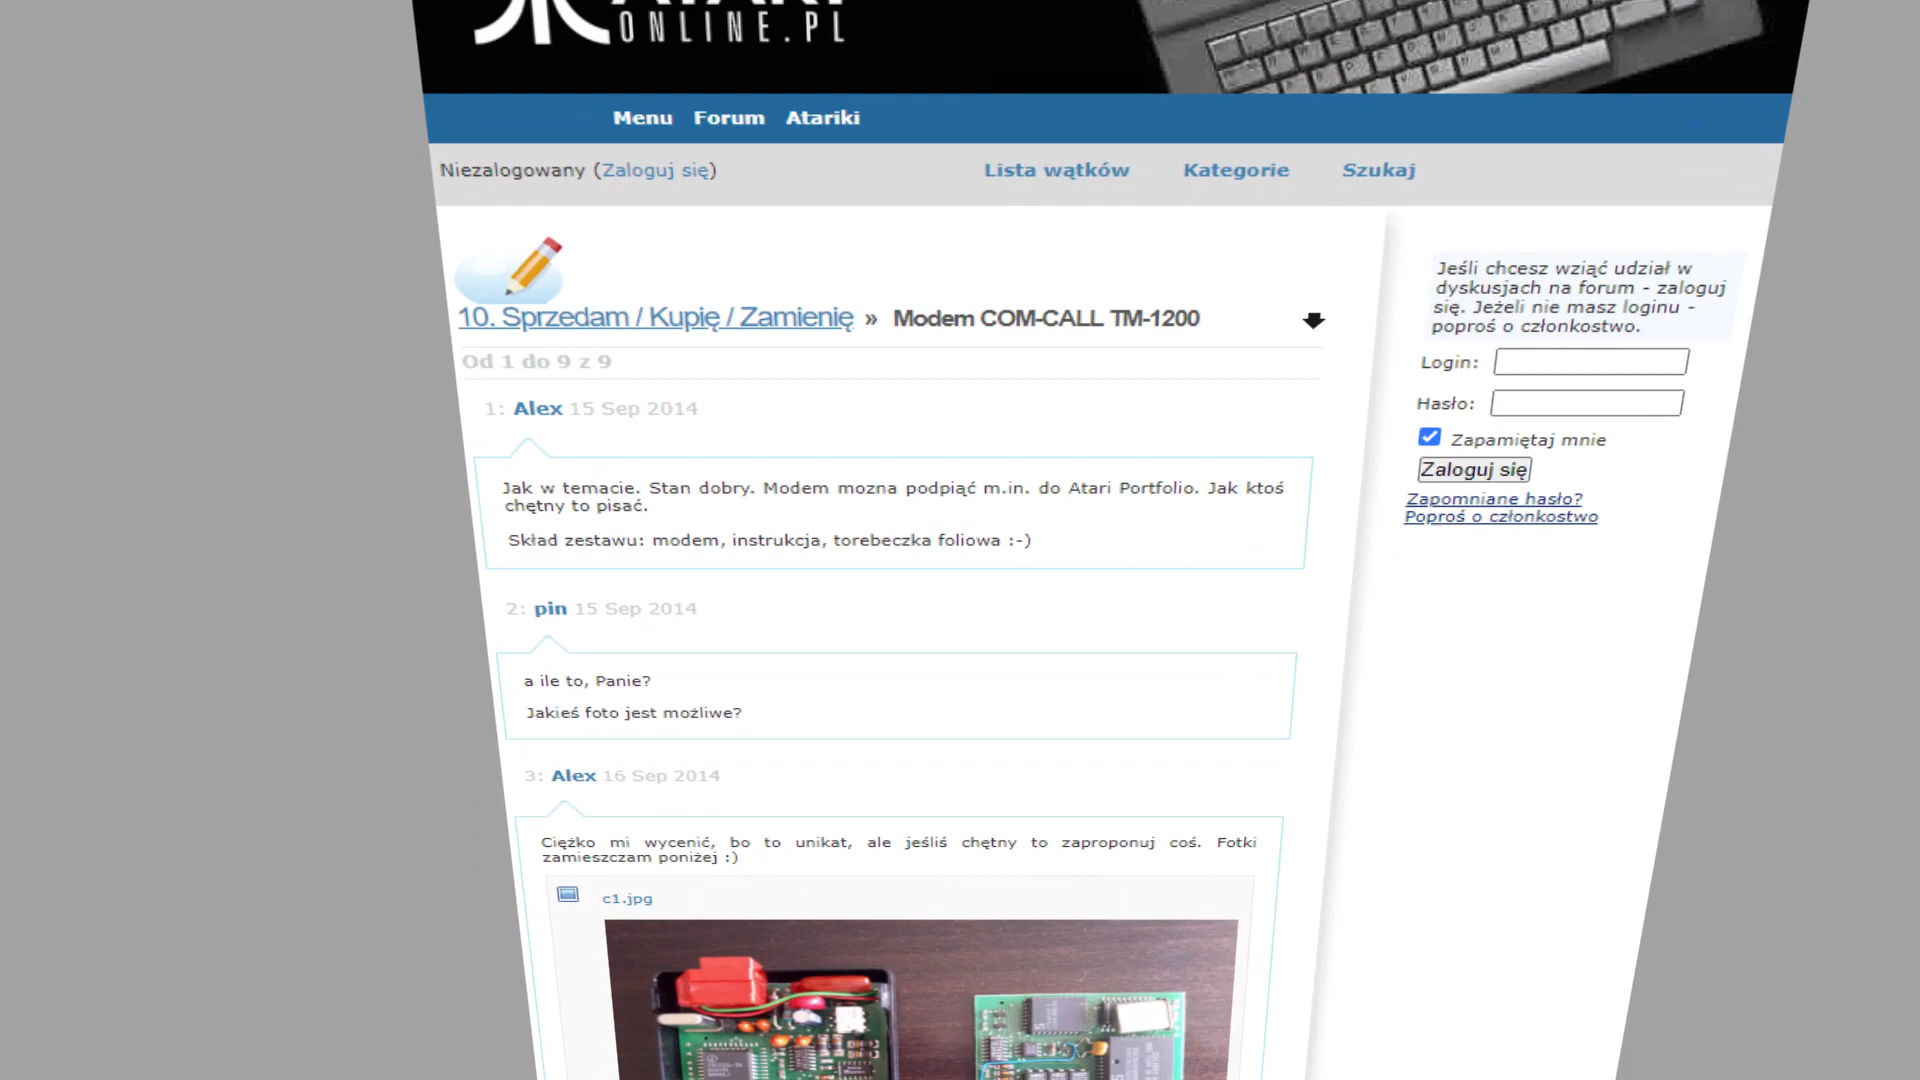 ATARI
ONLINE.PL
Menu Forum Atariki
Niezalogowany (Zaloguj się)
Lista wątków Kategorie Szukaj
10. Sprzedam / Kupię / Zamienię » Modem COM-CALL TM-1200
Od 1 do 9 z 9
1: Alex 15 Sep 2014
Jak w temacie. Stan dobry. Modem mozna podpiąć m.in. do Atari Portfolio. Jak ktoś
chętny to pisać.
Skład zestawu: modem, instrukcja, torebeczka foliowa :-)
2: pin 15 Sep 2014
a ile to, Panie?
Jakieś foto jest możliwe?
3: Alex 16 Sep 2014
Ciężko mi wycenić, bo to unikat, ale jeśliś chętny to zaproponuj coś. Fotki
zamieszczam poniżej :)
c1.jpg
Jeśli chcesz wziąć udział w
dyskusjach na forum - zaloguj
się. Jeżeli nie masz loginu -
poproś o członkostwo.
Login:
Hasło:
Zapamiętaj mnie
Zaloguj się
Zapomniane hasło?
Poproś o członkostwo